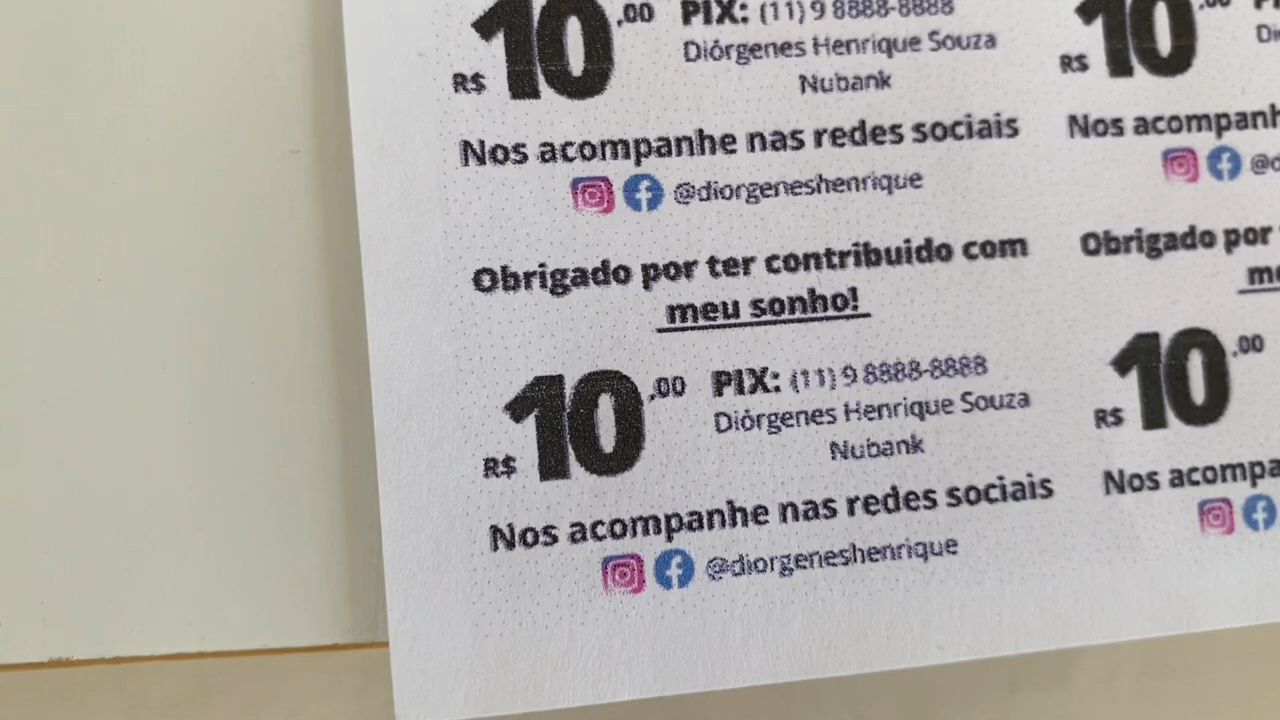 R$ 10,00 PIX: (11) 9 8888-8888
Diórgenes Henrique Souza
Nubank
Nos acompanhe nas redes sociais
@diorgeneshenrique
Obrigado por ter contribuido com
meu sonho!
R$ 10,00 PIX: (11) 9 8888-8888
Diórgenes Henrique Souza
Nubank
Nos acompanhe nas redes sociais
@diorgeneshenrique
R$ 10
Nos
Obrigado por
R$ 10,00
Nos